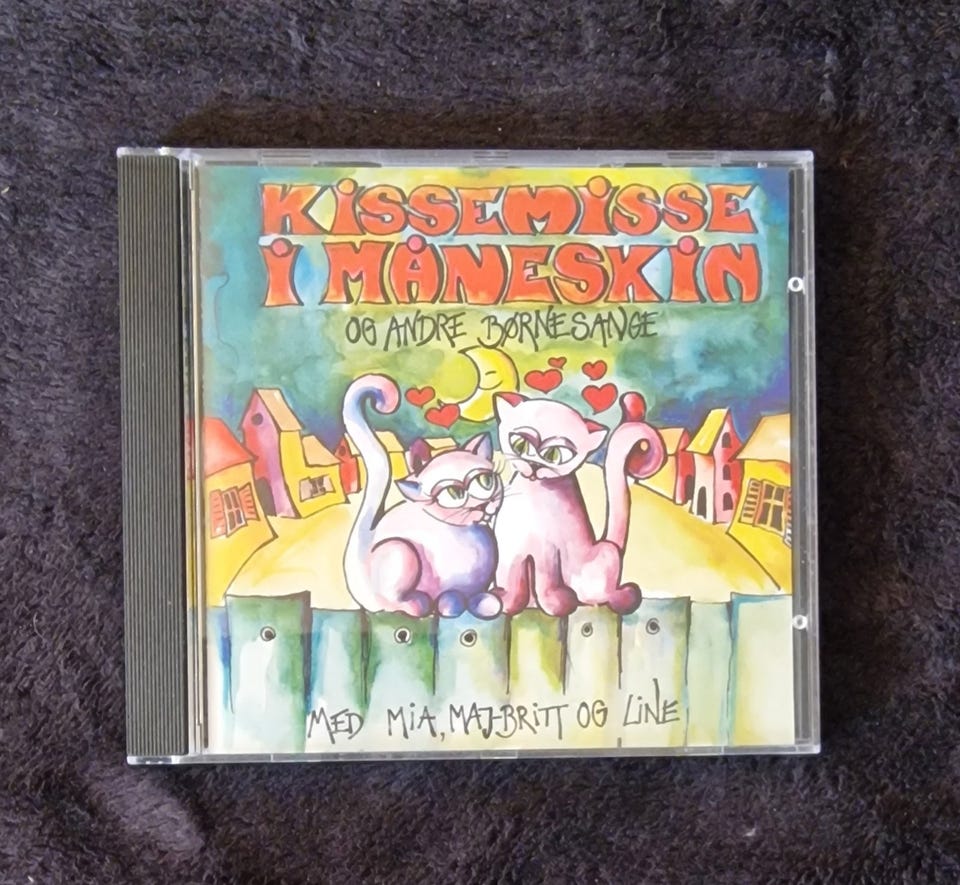 KISSEMISSE
I MÅNESKIN
OG ANDRE BØRNESANGE
MED MIA, MAJ-BRITT OG LINE